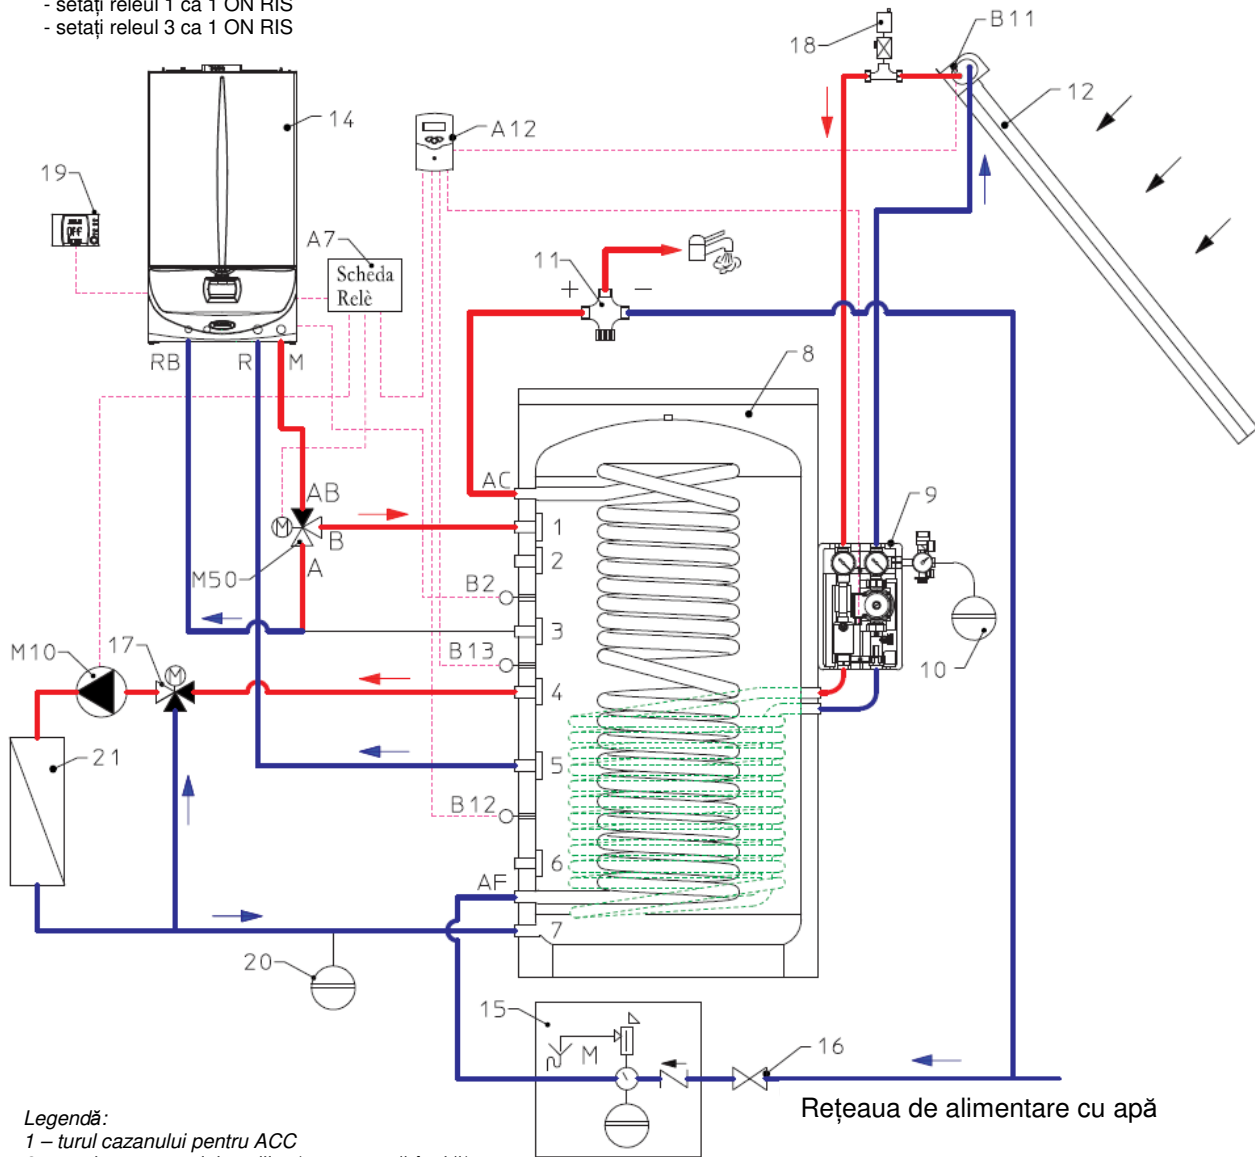 - setați releul 1 ca 1 ON RIS
- setați releul 3 ca 1 ON RIS
18
B11
14
12
A12
19
A7
Scheda
Relè
11
+
−
RB
R
M
8
AC
AB
1
9
M
B
2
A
M50
B2
3
10
17
M10
M
B13
4
21
5
B12
6
AF
7
20
15
M
16
Rețeaua de alimentare cu apă
Legendă:
1 – turul cazanului pentru ACC